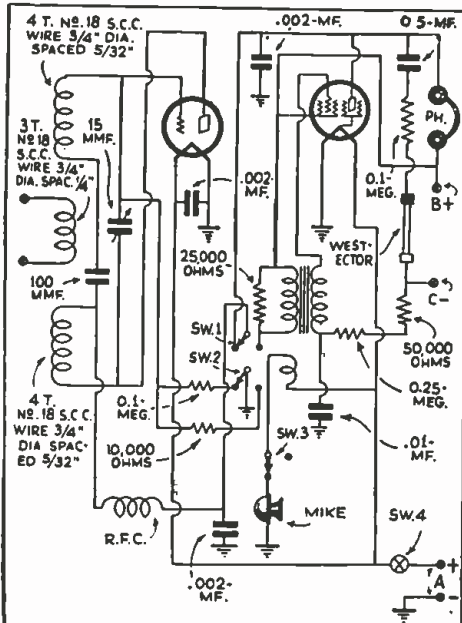 4 T. No. 18 S.C.C.
WIRE 3/4" DIA.
SPACED 5/32"
.002-MF.
0 5-MF.
3 T.
No 18
S.C.C.
WIRE 3/4"
DIA. SPAC. 1/4"
15
MMF.
PH.
.002-
MF.
0.1-
MEG.
B+
WEST-
ECTOR
25,000
OHMS
100
MMF.
C-
SW.1
SW.2
50,000
OHMS
4 T.
No. 18 S.C.C.
WIRE 3/4"
DIA SPAC-
ED 5/32"
0.1-
MEG.
0.25-
MEG.
10,000
OHMS
.01-
MF.
SW.3
MIKE
R.F.C.
SW.4
.002-
MF.
+
A
-